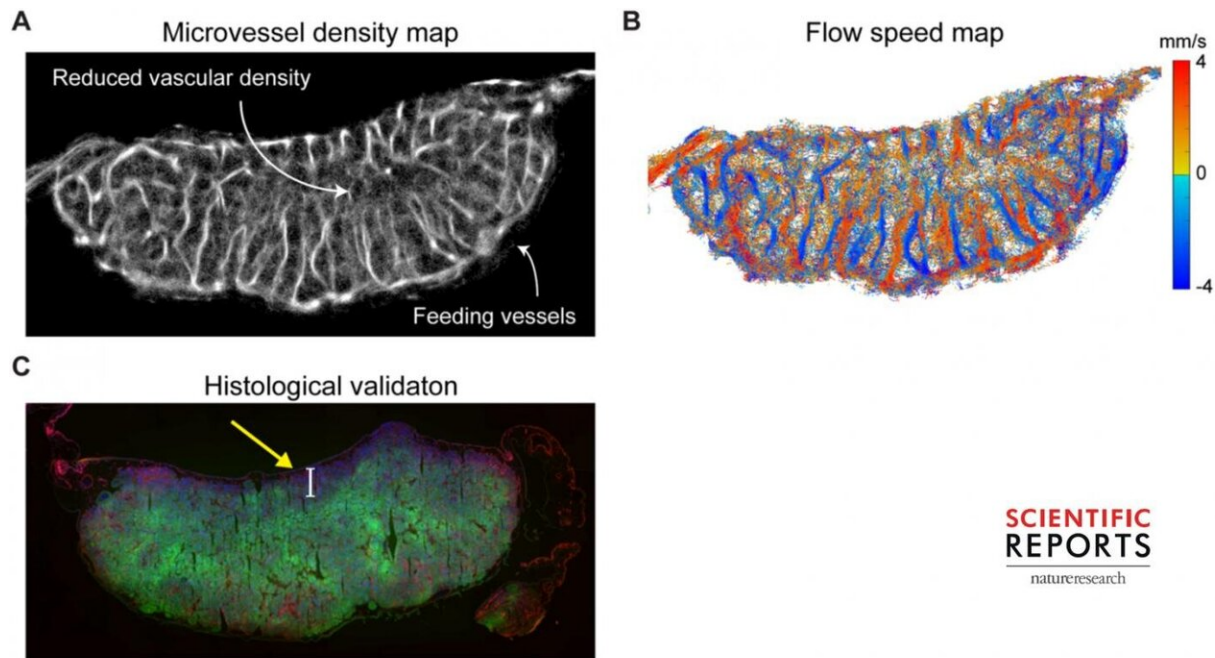 A
Microvessel density map
Reduced vascular density
Feeding vessels
B
Flow speed map
mm/s
4
0
-4
C
Histological validaton
SCIENTIFIC
REPORTS
natureresearch